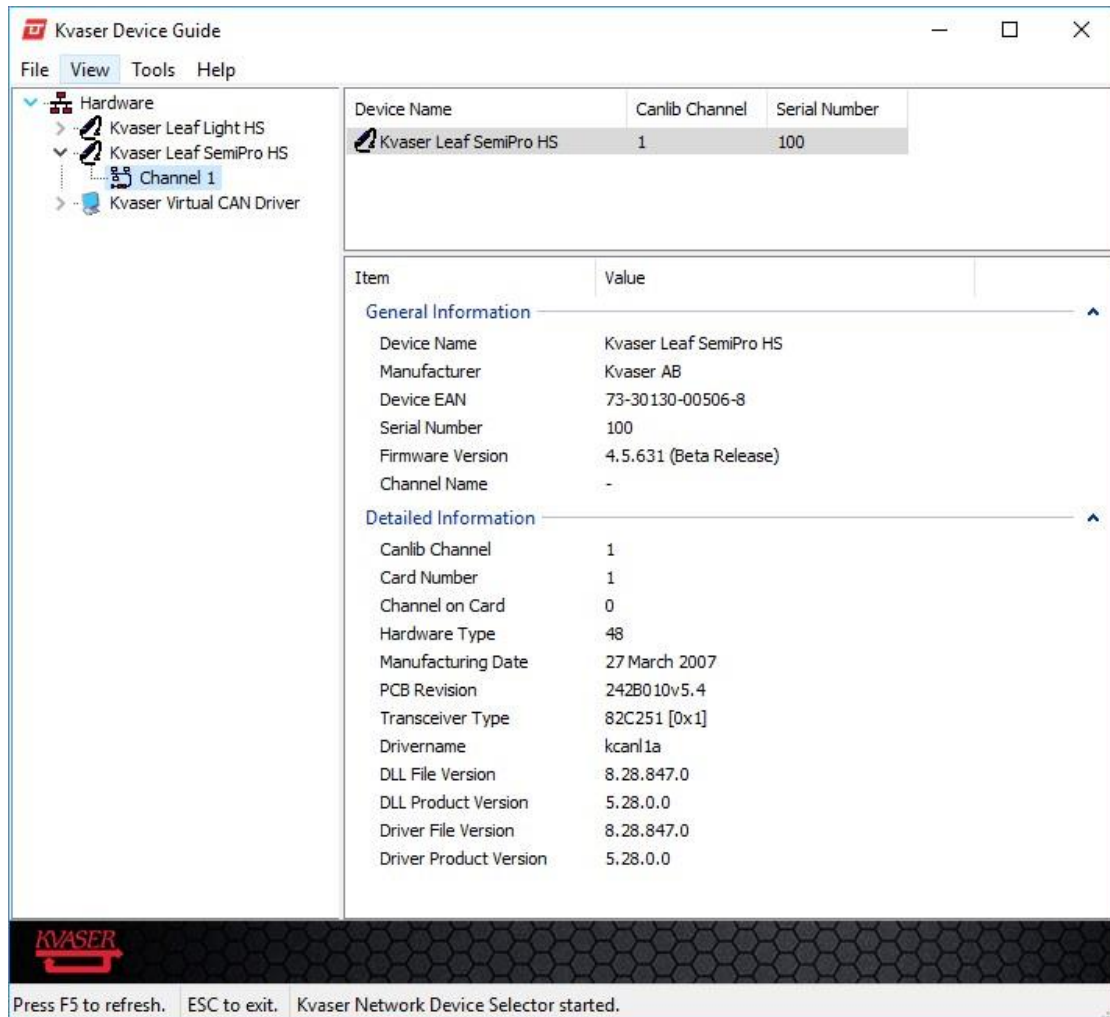 Kvaser Device Guide
File View Tools Help
Hardware
Kvaser Leaf Light HS
Kvaser Leaf SemiPro HS
Channel 1
Kvaser Virtual CAN Driver
Device Name Canlib Channel Serial Number
Kvaser Leaf SemiPro HS 1 100
Item Value
General Information
Device Name Kvaser Leaf SemiPro HS
Manufacturer Kvaser AB
Device EAN 73-30130-00506-8
Serial Number 100
Firmware Version 4.5.631 (Beta Release)
Channel Name -
Detailed Information
Canlib Channel 1
Card Number 1
Channel on Card 0
Hardware Type 48
Manufacturing Date 27 March 2007
PCB Revision 242B010v5.4
Transceiver Type 82C251 [0x1]
Drivername kcanl1a
DLL File Version 8.28.847.0
DLL Product Version 5.28.0.0
Driver File Version 8.28.847.0
Driver Product Version 5.28.0.0
KVASER
Press F5 to refresh. ESC to exit. Kvaser Network Device Selector started.